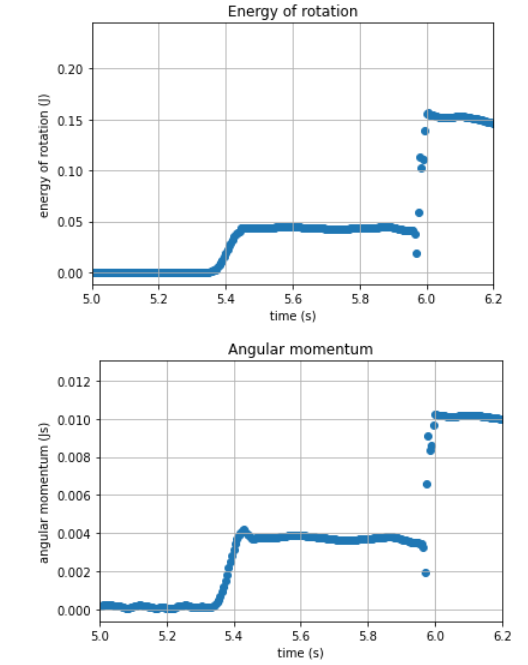 Energy of rotation
energy of rotation (J)
0.20
0.15
0.10
0.05
0.00
5.0 5.2 5.4 5.6 5.8 6.0 6.2
time (s)
Angular momentum
angular momentum (Js)
0.012
0.010
0.008
0.006
0.004
0.002
0.000
5.0 5.2 5.4 5.6 5.8 6.0 6.2
time (s)